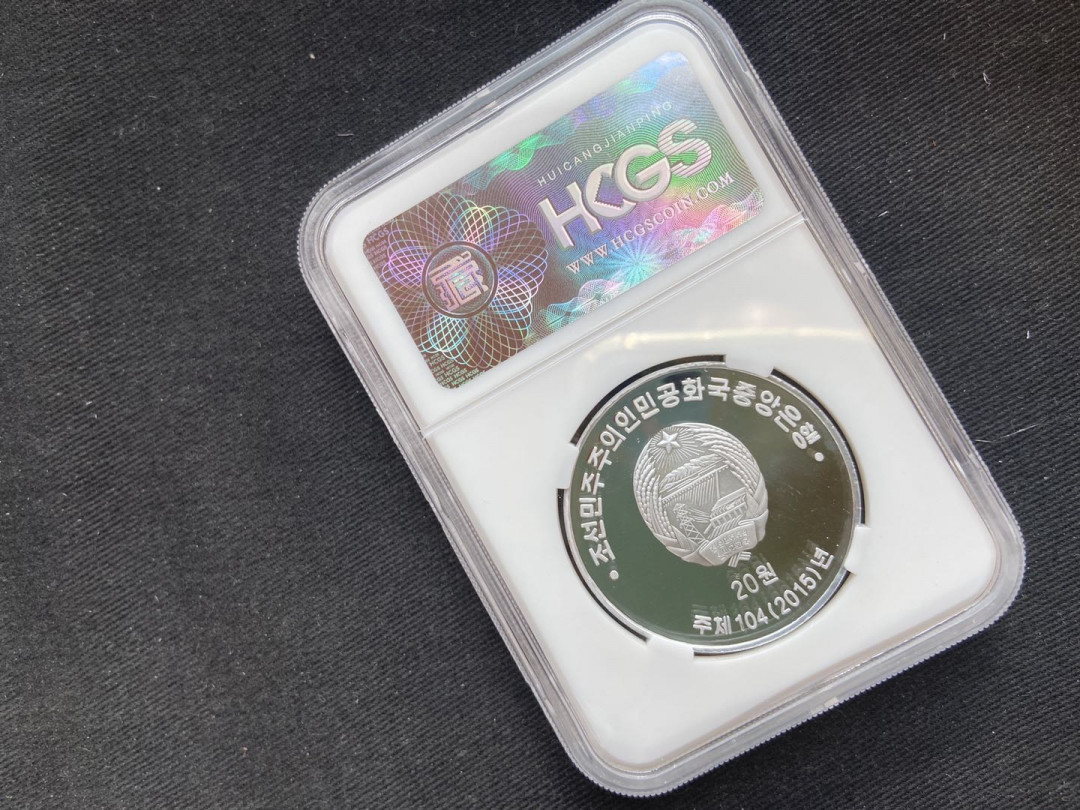 HUICANGJIANPING
HCGS
WWW.HCGSCOIN.COM
藏
• 조선민주주의인민공화국중앙은행 •
20원
주체104(2015)년